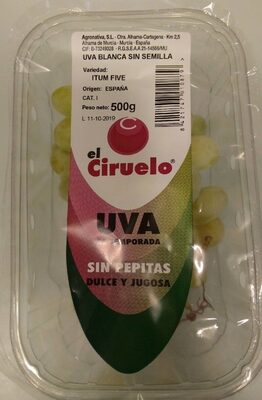 Agronativa, S.L - Ctra. Alhama-Cartagena - Km 2,5
Alhama de Murcia - Murcia - España
UVA BLANCA SIN SEMILLA
Variedad:
ITUM FIVE
Origen: ESPAÑA
CAT. I
Peso neto: 500g
L 11-10-2019
C
el
Ciruelo®
UVA
SIN PEPITAS
DULCE Y JUGOSA